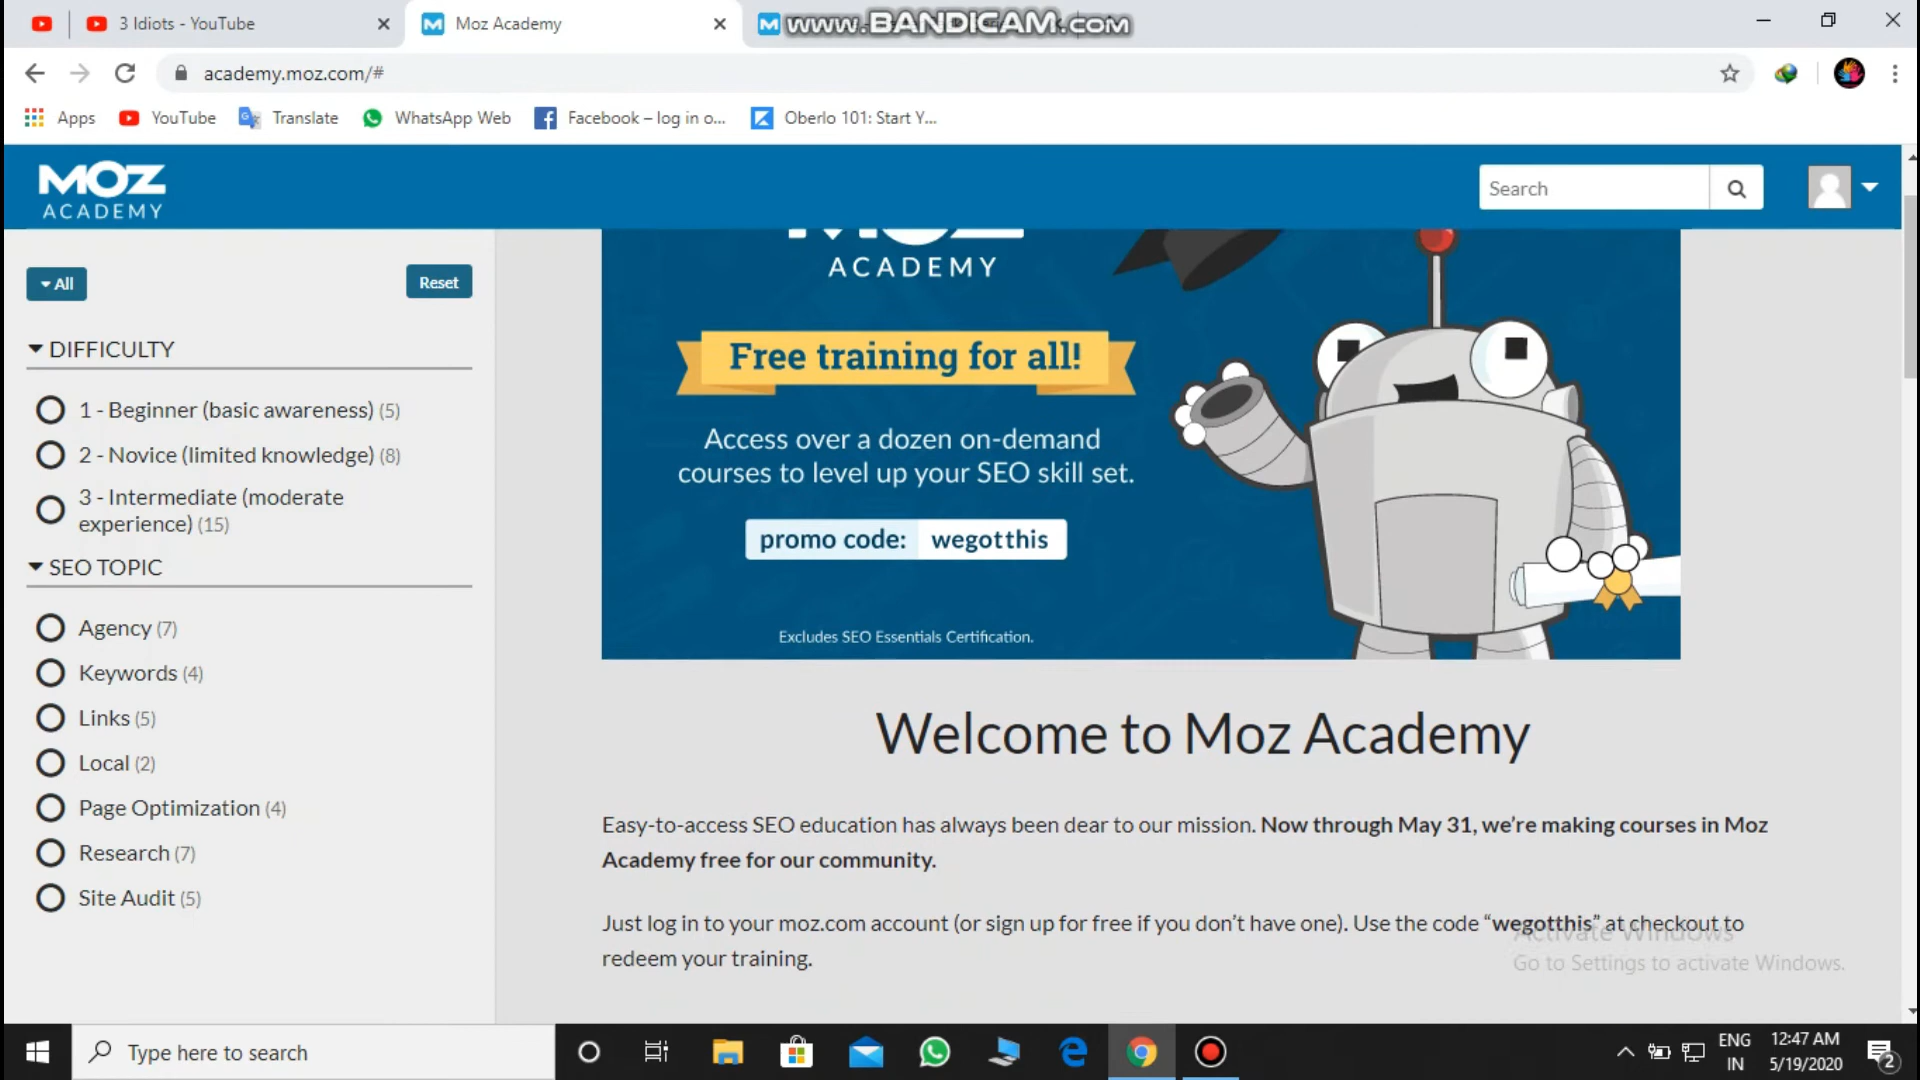 3 Idiots - YouTube
Moz Academy
www.BANDICAM.com
academy.moz.com/#
Apps
YouTube
Translate
WhatsApp Web
Facebook – log in o...
Oberlo 101: Start Y...
MOZ
ACADEMY
Search
All
Reset
DIFFICULTY
1 - Beginner (basic awareness) (5)
2 - Novice (limited knowledge) (8)
3 - Intermediate (moderate
experience) (15)
SEO TOPIC
Agency (7)
Keywords (4)
Links (5)
Local (2)
Page Optimization (4)
Research (7)
Site Audit (5)
MOZ
ACADEMY
Free training for all!
Access over a dozen on-demand
courses to level up your SEO skill set.
promo code: wegotthis
Excludes SEO Essentials Certification.
Welcome to Moz Academy
Easy-to-access SEO education has always been dear to our mission. Now through May 31, we’re making courses in Moz
Academy free for our community.
Just log in to your moz.com account (or sign up for free if you don’t have one). Use the code “wegotthis” at checkout to
redeem your training.
Activate Windows
Go to Settings to activate Windows.
Type here to search
ENG
IN
12:47 AM
5/19/2020
2